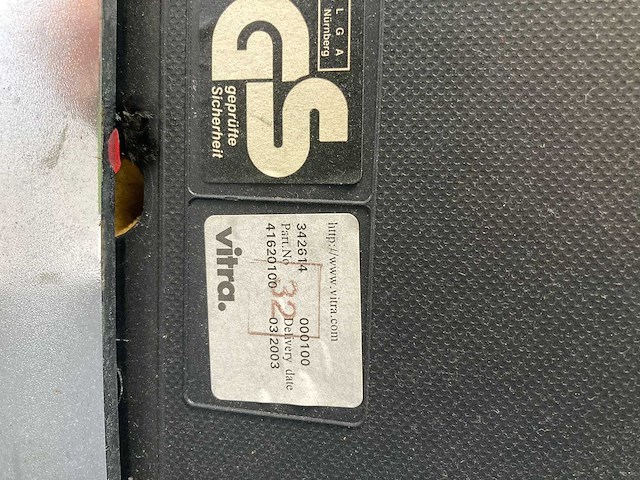 L G A
Nürnberg
GS
geprüfte
Sicherheit
http://www.vitra.com
342614 000100
Part.No Delivery date
41620100 03 2003
32
vitra.